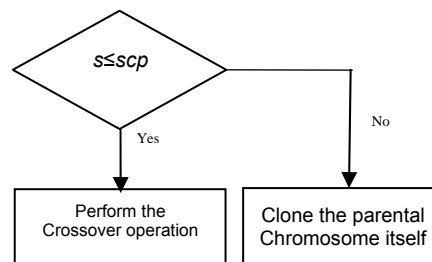 s≤scp
Yes
No
Perform the
Crossover operation
Clone the parental
Chromosome itself